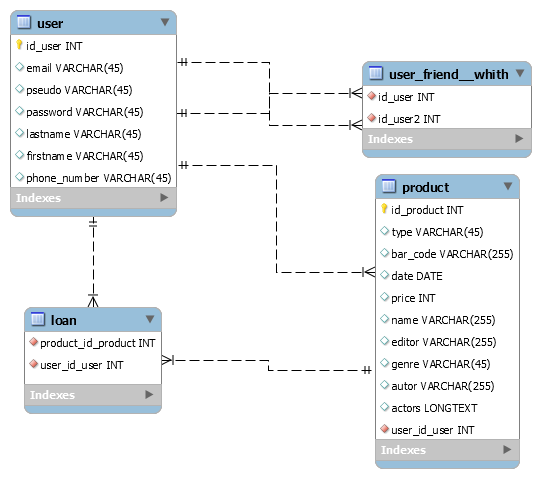 user
id_user INT
email VARCHAR(45)
pseudo VARCHAR(45)
password VARCHAR(45)
lastname VARCHAR(45)
firstname VARCHAR(45)
phone_number VARCHAR(45)
Indexes
user_friend__whith
id_user INT
id_user2 INT
Indexes
product
id_product INT
type VARCHAR(45)
bar_code VARCHAR(255)
date DATE
price INT
name VARCHAR(255)
editor VARCHAR(255)
genre VARCHAR(45)
autor VARCHAR(255)
actors LONGTEXT
user_id_user INT
Indexes
loan
product_id_product INT
user_id_user INT
Indexes